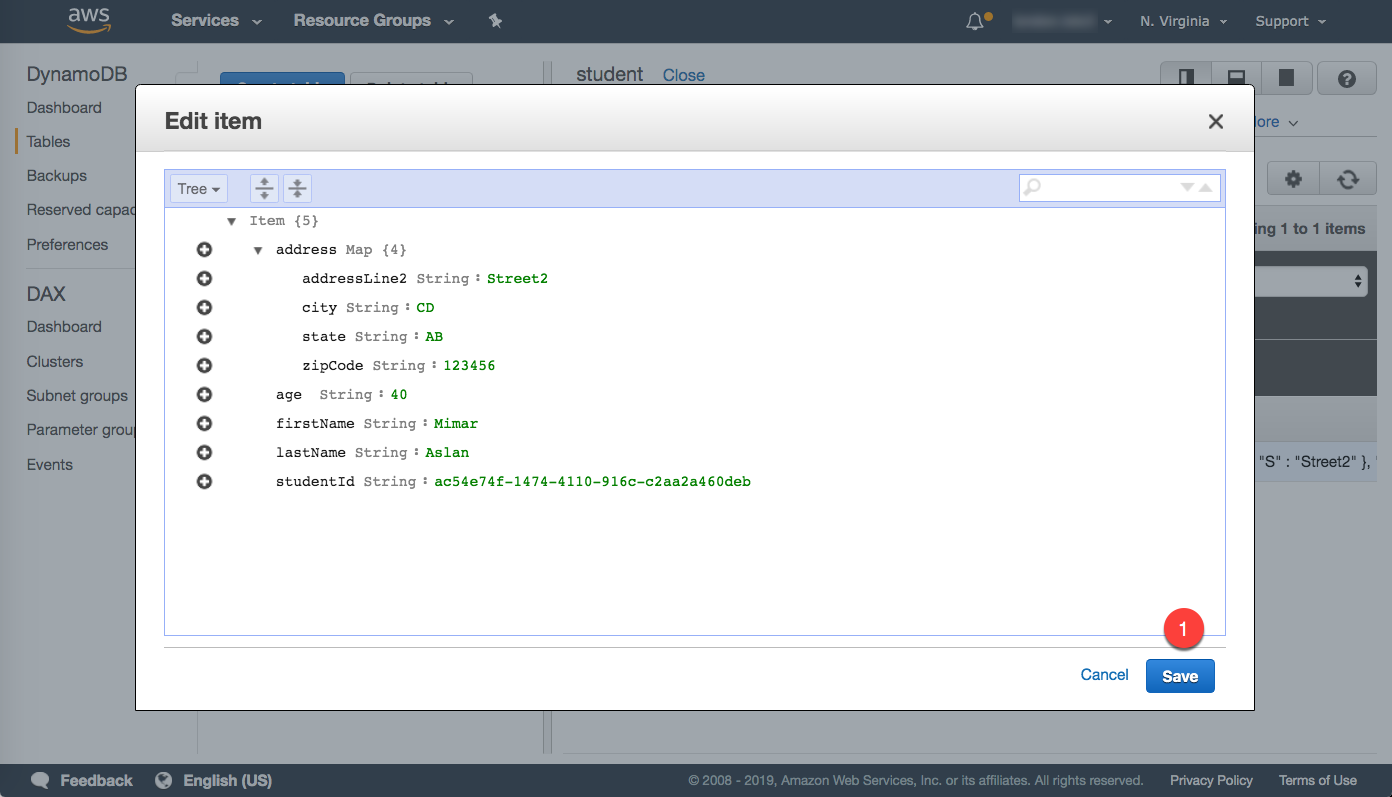 aws Services Resource Groups N. Virginia Support
DynamoDB
Dashboard
Tables
Backups
Reserved capac
Preferences
DAX
Dashboard
Clusters
Subnet groups
Parameter group
Events
student Close
ore
ing 1 to 1 items
"S" : "Street2" },
Edit item
Tree
Item {5}
address Map {4}
addressLine2 String : Street2
city String : CD
state String : AB
zipCode String : 123456
age String : 40
firstName String : Mimar
lastName String : Aslan
studentId String : ac54e74f-1474-4110-916c-c2aa2a460deb
1
Cancel Save
Feedback English (US) © 2008 - 2019, Amazon Web Services, Inc. or its affiliates. All rights reserved. Privacy Policy Terms of Use